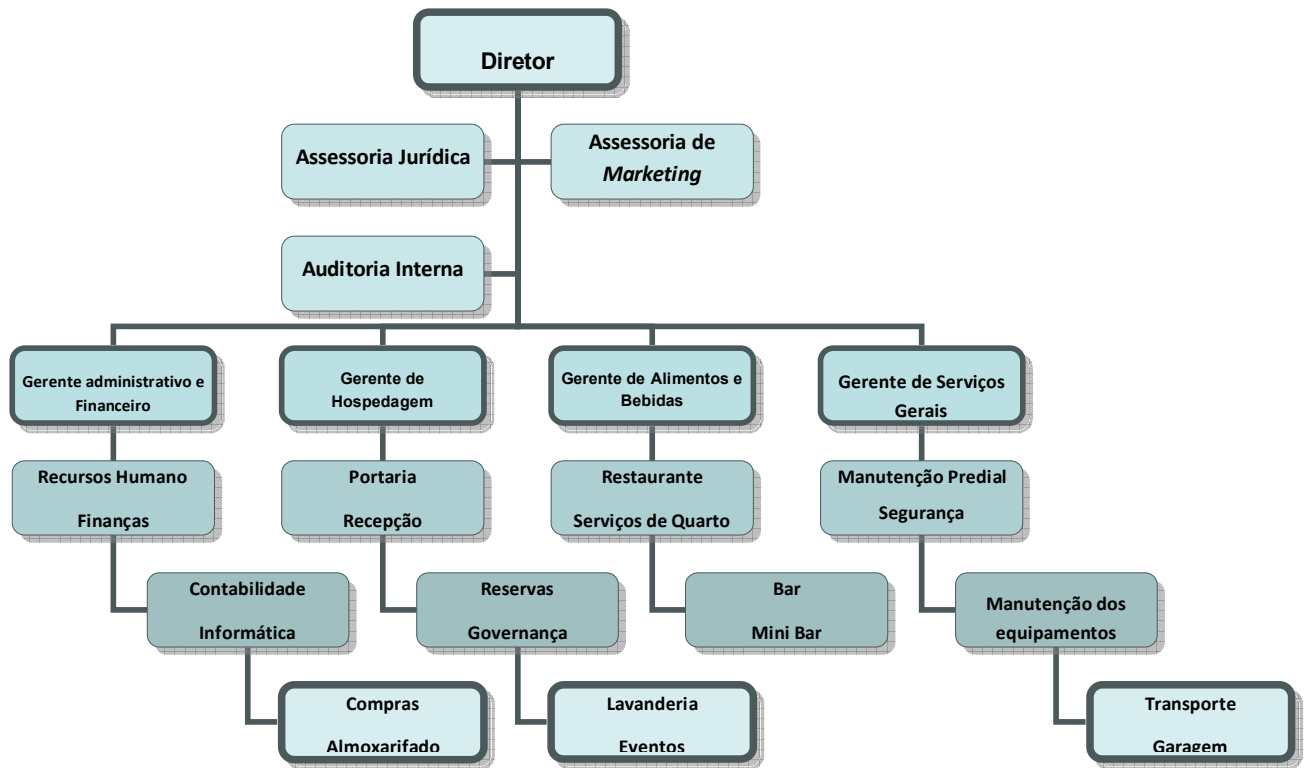 Diretor
Assessoria Jurídica
Assessoria de
Marketing
Auditoria Interna
Gerente administrativo e
Financeiro
Gerente de
Hospedagem
Gerente de Alimentos e
Bebidas
Gerente de Serviços
Gerais
Recursos Humano
Finanças
Portaria
Recepção
Restaurante
Serviços de Quarto
Manutenção Predial
Segurança
Contabilidade
Informática
Reservas
Governança
Bar
Mini Bar
Manutenção dos
equipamentos
Compras
Almoxarifado
Lavanderia
Eventos
Transporte
Garagem